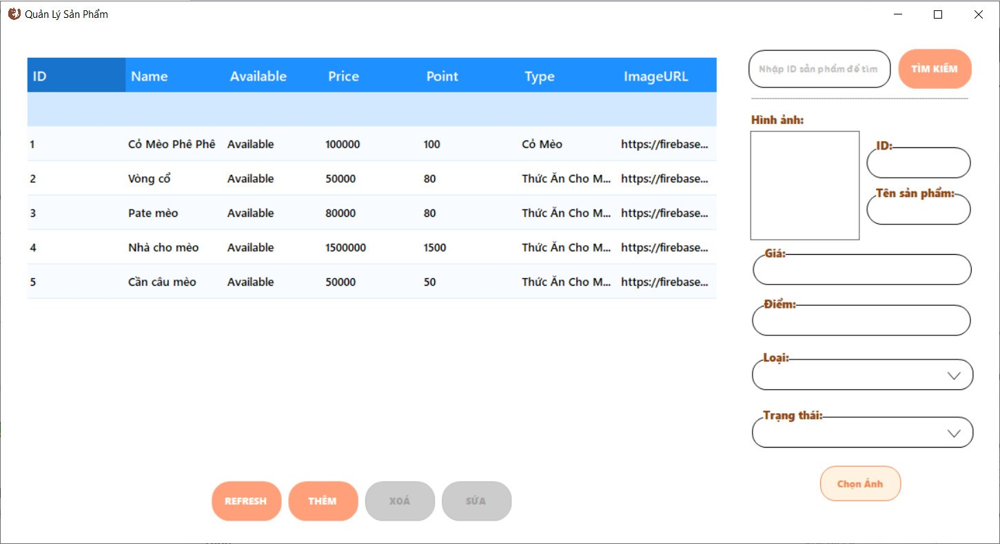 Quản Lý Sản Phẩm
ID Name Available Price Point Type ImageURL
1 Cỏ Mèo Phê Phê Available 100000 100 Cỏ Mèo https://firebase...
2 Vòng cổ Available 50000 80 Thức Ăn Cho M... https://firebase...
3 Pate mèo Available 80000 80 Thức Ăn Cho M... https://firebase...
4 Nhà cho mèo Available 1500000 1500 Thức Ăn Cho M... https://firebase...
5 Cần câu mèo Available 50000 50 Thức Ăn Cho M... https://firebase...
REFRESH THÊM XOÁ SỬA
Nhập ID sản phẩm để tìm TÌM KIẾM
Hình ảnh:
ID:
Tên sản phẩm:
Giá:
Điểm:
Loại:
Trạng thái:
Chọn Ảnh